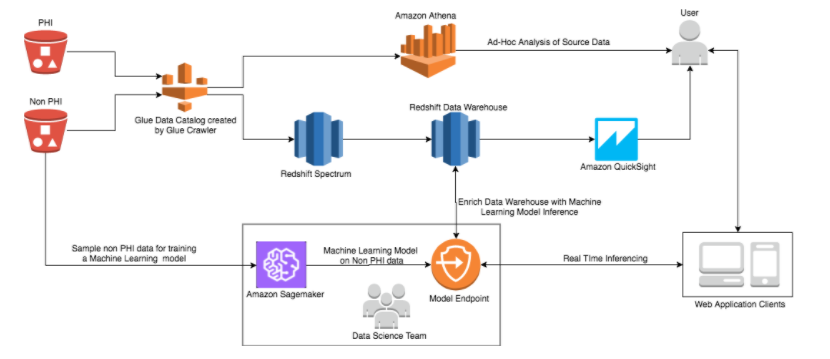 PHI
Amazon Athena
User
Ad-Hoc Analysis of Source Data
Non PHI
Glue Data Catalog created
by Glue Crawler
Redshift Data Warehouse
Redshift Spectrum
Amazon QuickSight
Enrich Data Warehouse with Machine
Learning Model Inference
Sample non PHI data for training
a Machine Learning model
Machine Learning Model
on Non PHI data
Real TIme Inferencing
Amazon Sagemaker
Model Endpoint
Web Application Clients
Data Science Team